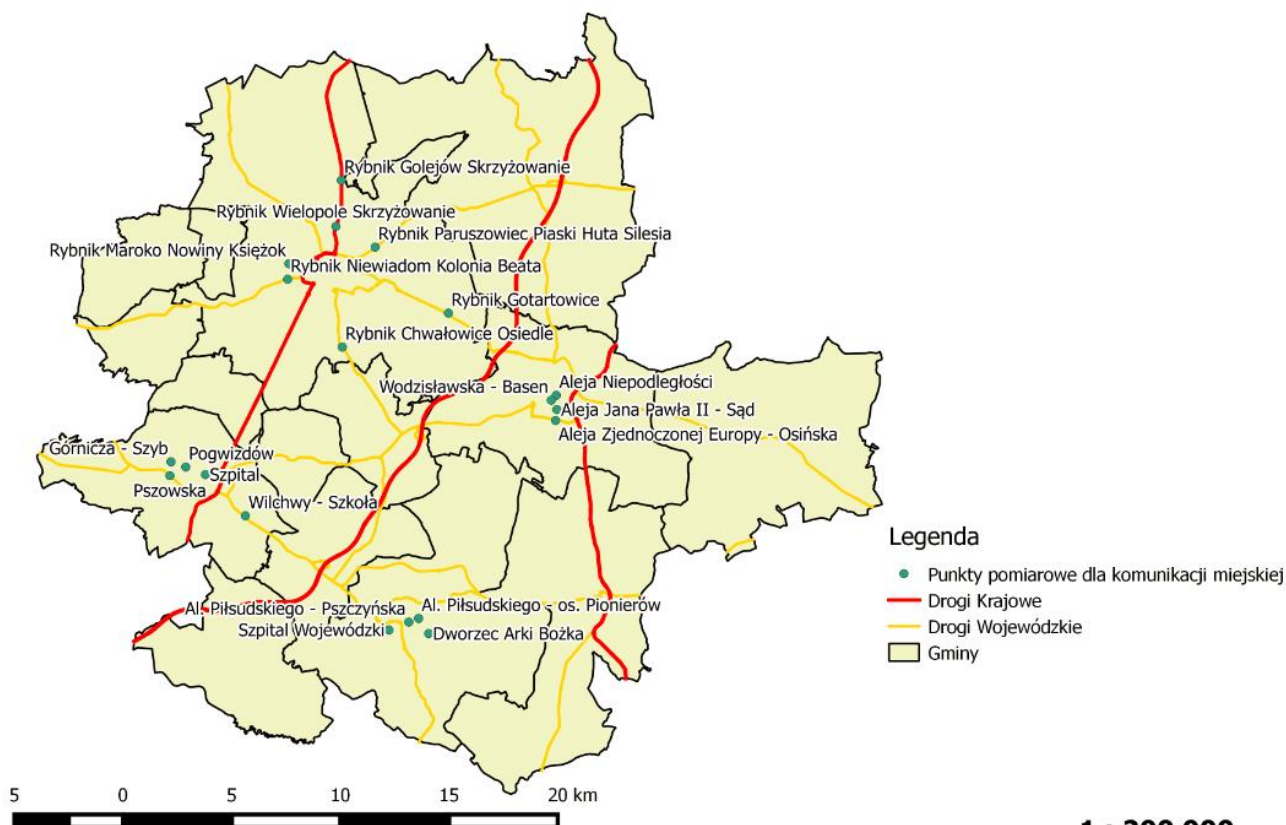 Rybnik Golejów Skrzyżowanie
Rybnik Wielopole Skrzyżowanie
Rybnik Paruszowiec Piaski Huta Silesia
Rybnik Maroko Nowiny Księżok
Rybnik Niewiadom Kolonia Beata
Rybnik Gotartowice
Rybnik Chwałowice Osiedle
Wodzisławska - Basen
Aleja Niepodległości
Aleja Jana Pawła II - Sąd
Aleja Zjednoczonej Europy - Osińska
Górnicza - Szyb
Pogwizdów
Szpital
Pszowska
Wilchwy - Szkoła
Al. Piłsudskiego - Pszczyńska
Al. Piłsudskiego - os. Pionierów
Szpital Wojewódzki
Dworzec Arki Bożka
Legenda
Punkty pomiarowe dla komunikacji miejskiej
Drogi Krajowe
Drogi Wojewódzkie
Gminy
5 0 5 10 15 20 km